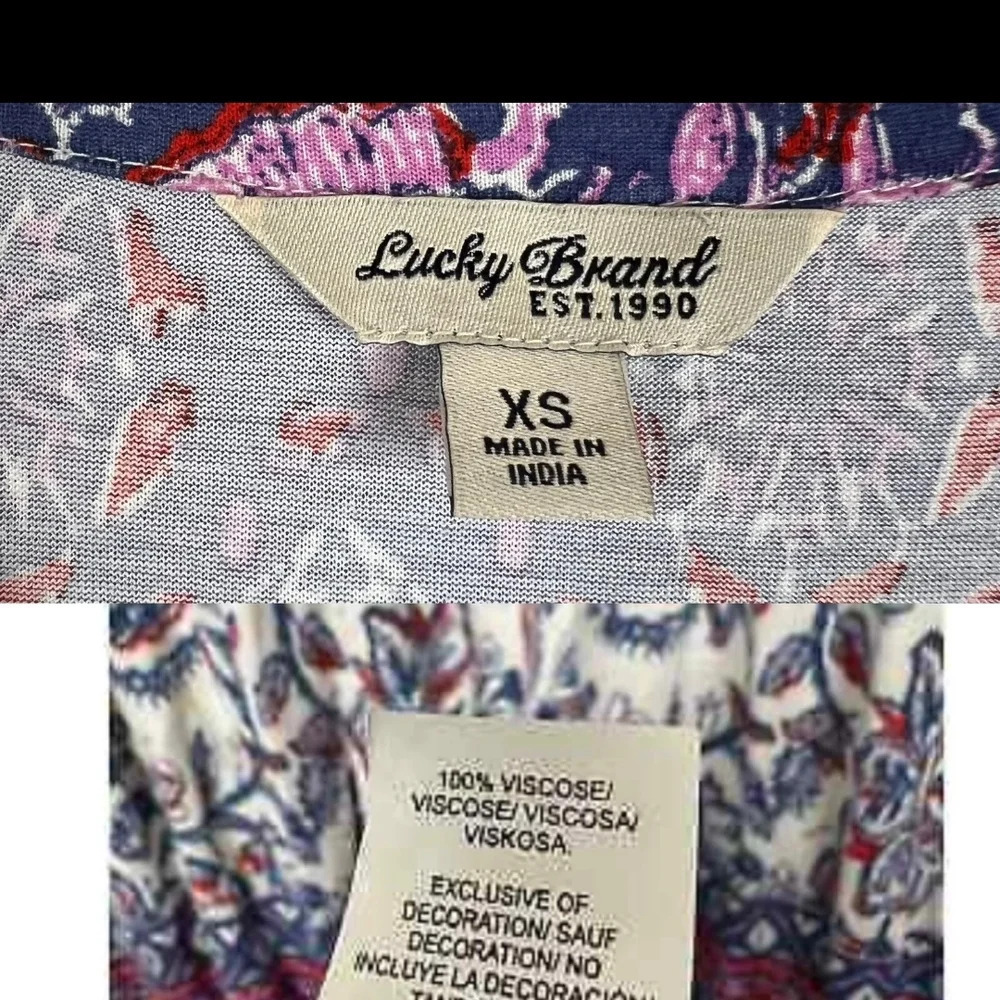 Lucky Brand
EST. 1990
XS
MADE IN
INDIA
100% VISCOSE/
VISCOSE/ VISCOSA/
VISKOSA.
EXCLUSIVE OF
DECORATION/ SAUF
DECORATION/ NO
INCLUYE LA DECORACIÓN/